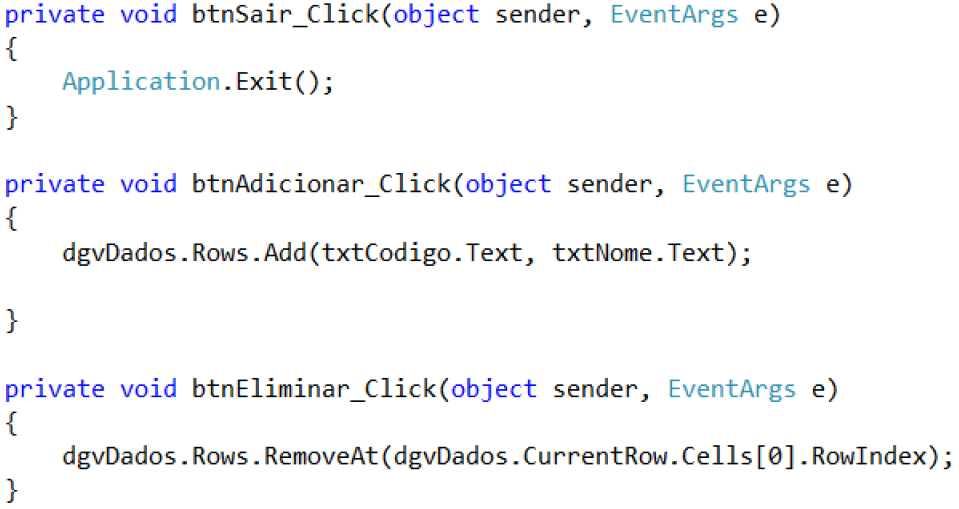 private void btnSair_Click(object sender, EventArgs e)
{
    Application.Exit();
}

private void btnAdicionar_Click(object sender, EventArgs e)
{
    dgvDados.Rows.Add(txtCodigo.Text, txtNome.Text);

}

private void btnEliminar_Click(object sender, EventArgs e)
{
    dgvDados.Rows.RemoveAt(dgvDados.CurrentRow.Cells[0].RowIndex);
}